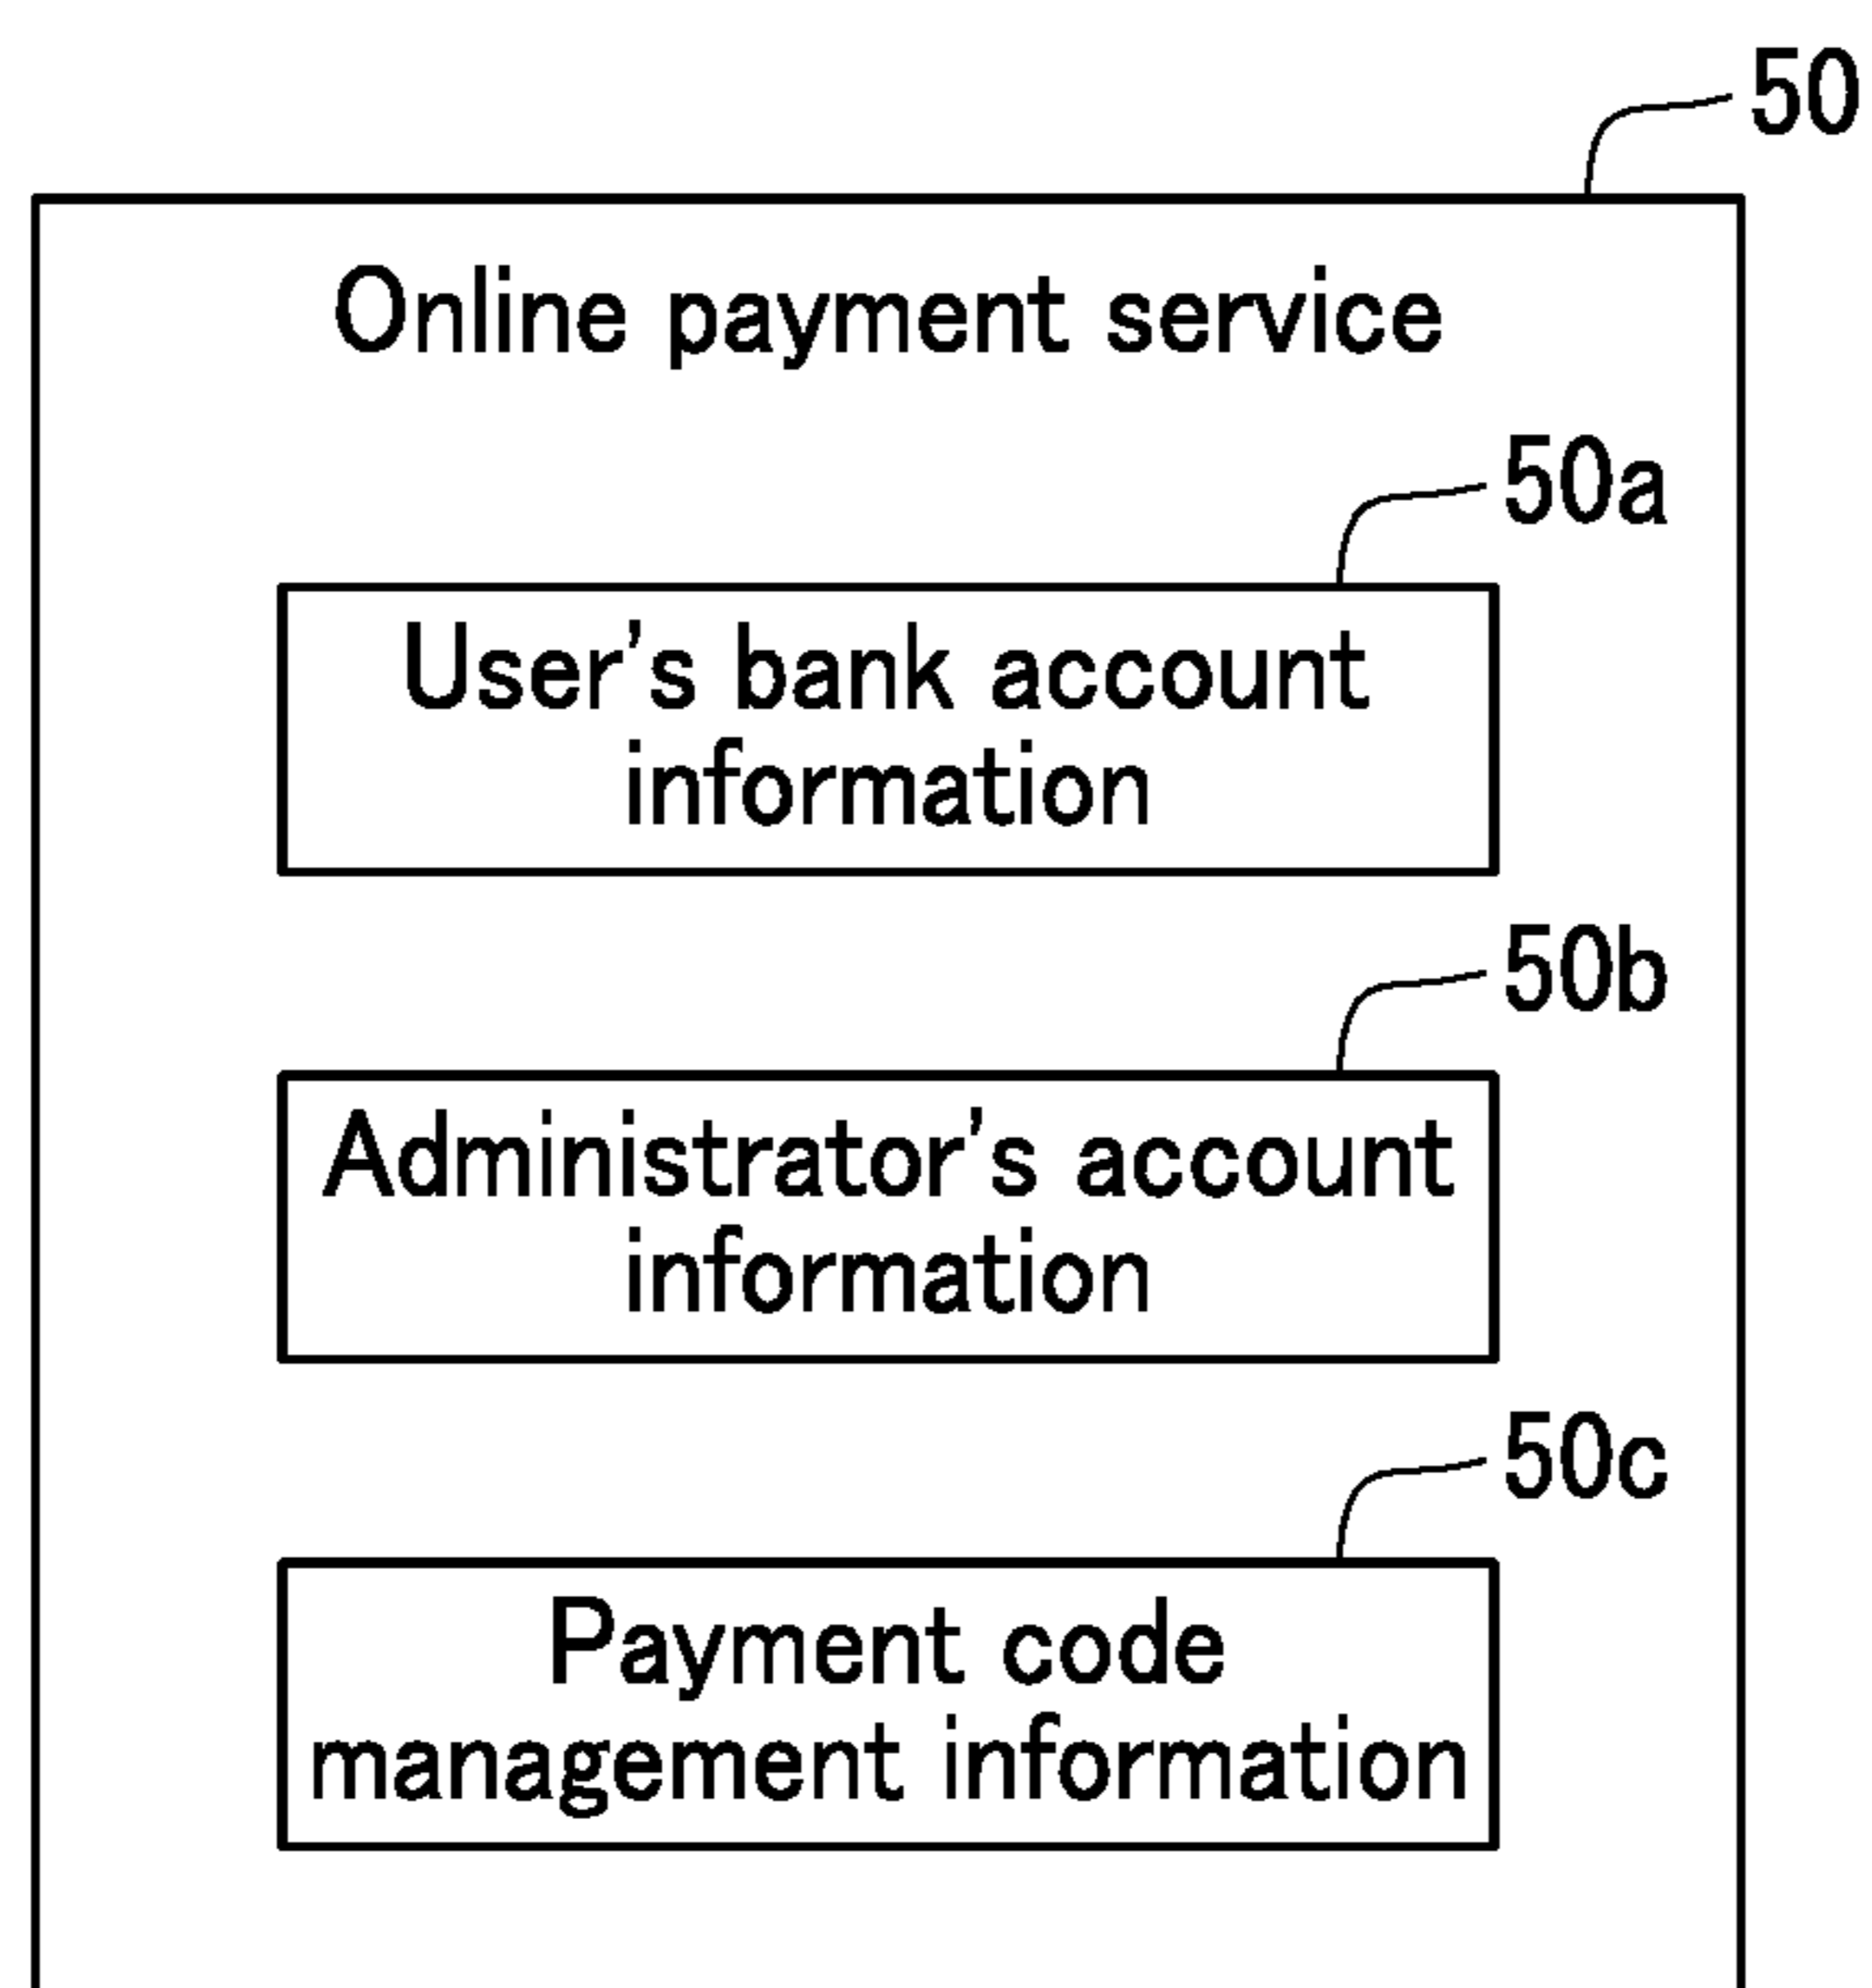 50
Online payment service
50a
User's bank account
information
50b
Administrator's account
information
50c
Payment code
management information